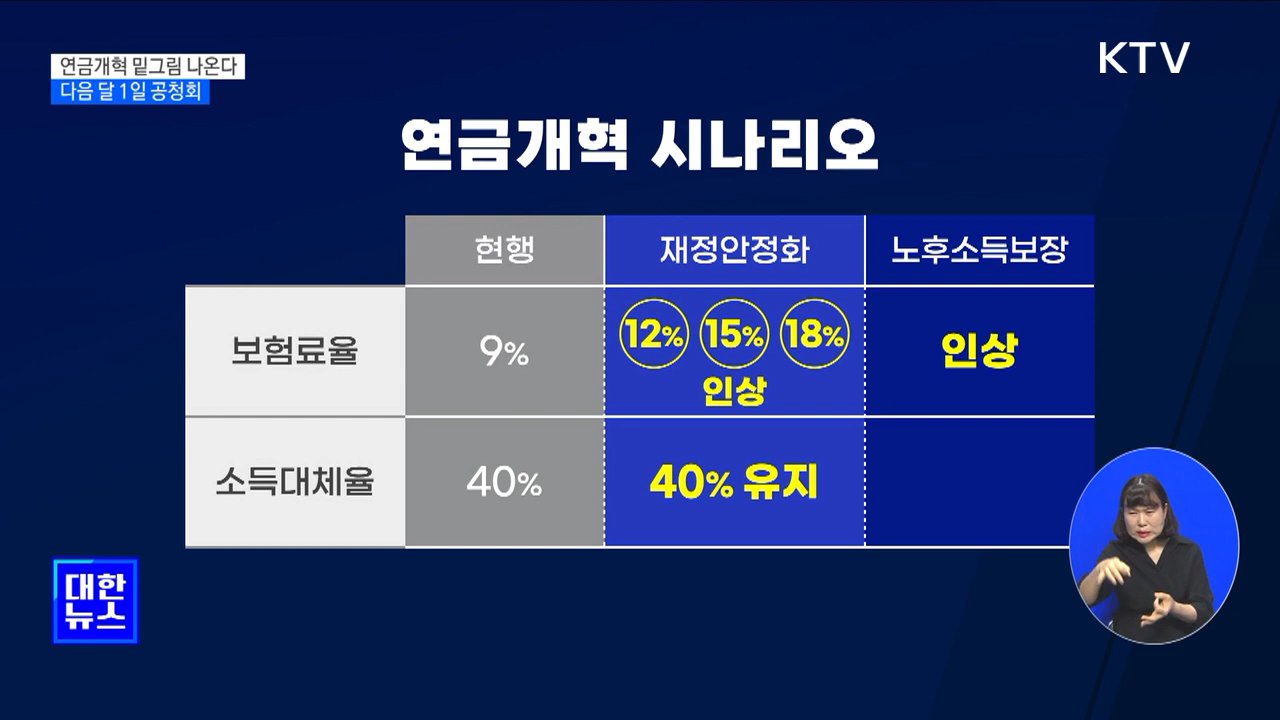 연금개혁 밑그림 나온다
다음 달 1일 공청회
KTV
연금개혁 시나리오
현행
재정안정화
노후소득보장
보험료율
9%
12% 15% 18%
인상
인상
소득대체율
40%
40% 유지
대한
뉴스